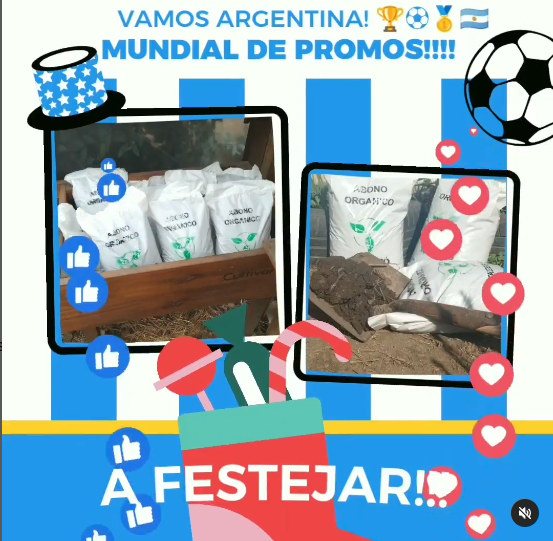 VAMOS ARGENTINA! 🏆⚽🥇🇦🇷
MUNDIAL DE PROMOS!!!!
ABONO
ORGANICO
ABONO
ORGANICO
ABONO
ORGANICO
ABONO
ORGANICO
A FESTEJAR!!!